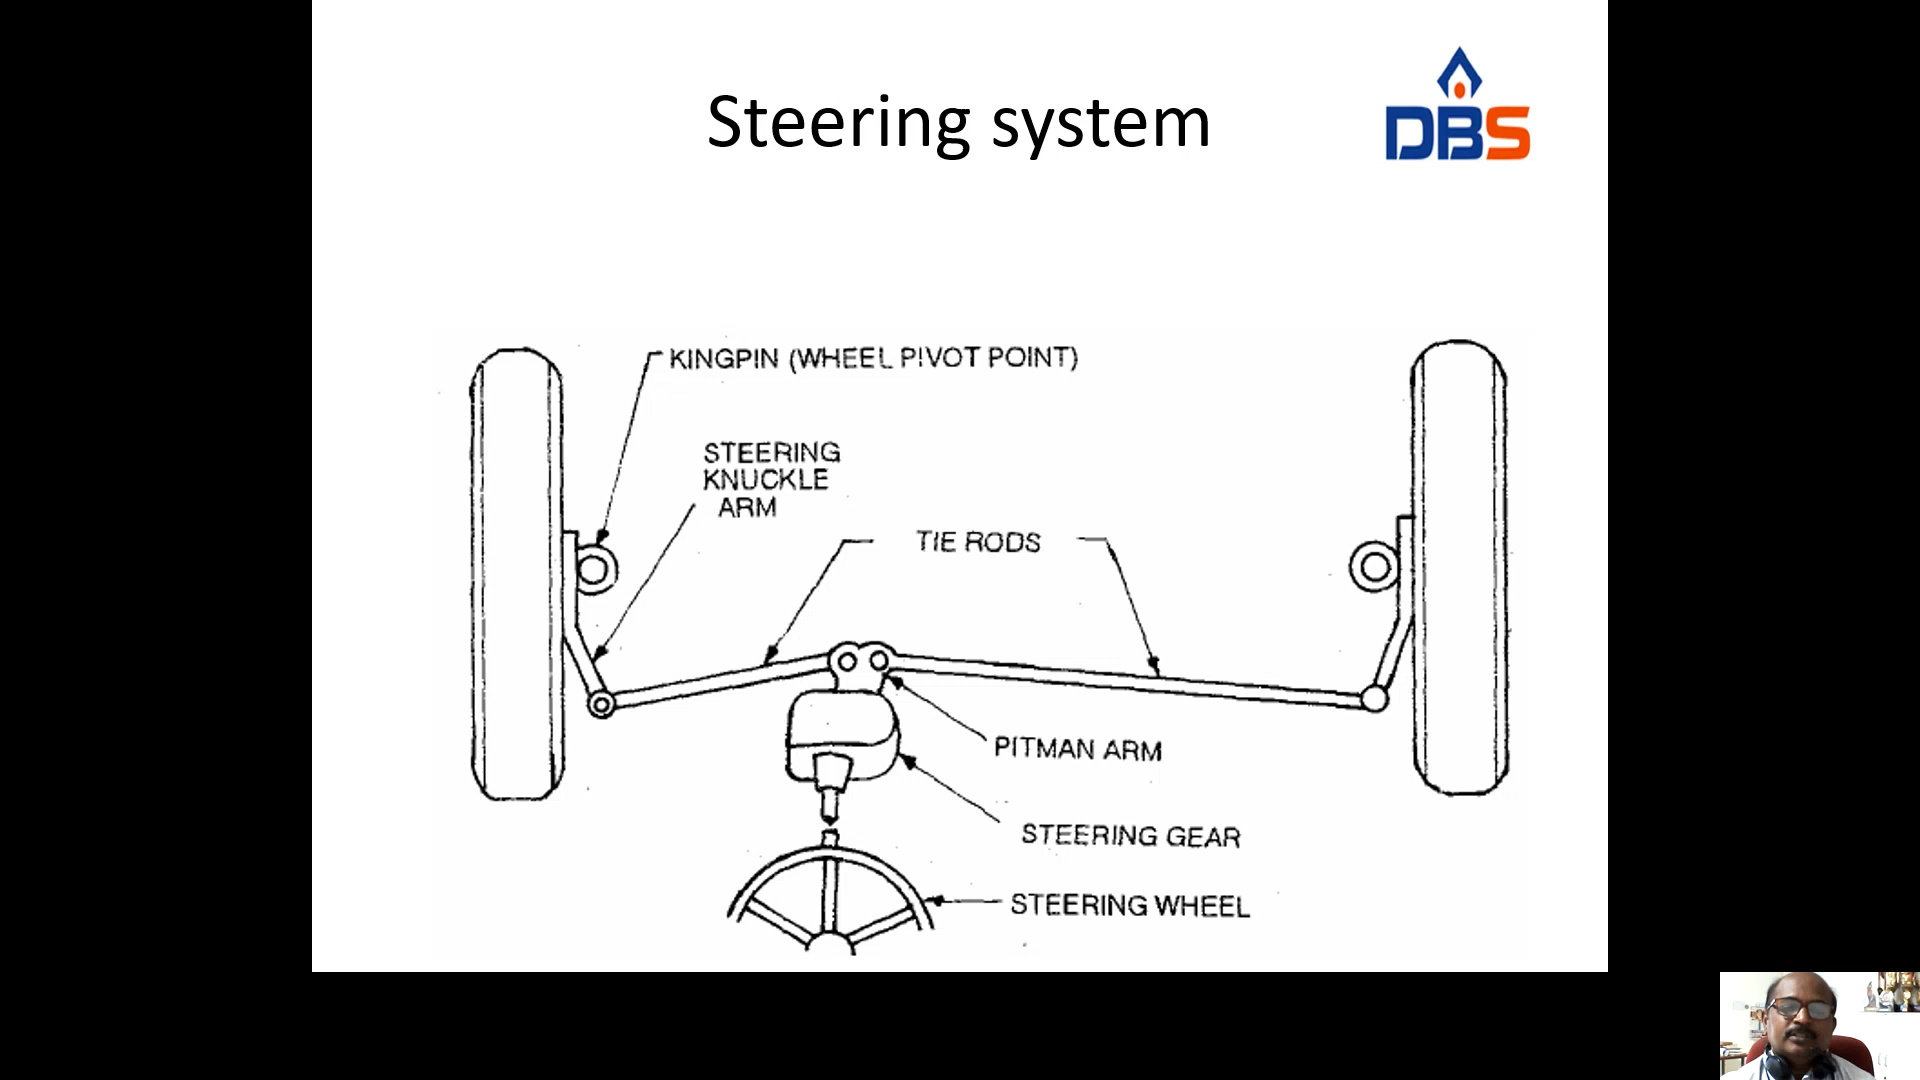 Steering system
DBS
KINGPIN (WHEEL PIVOT POINT)
STEERING
KNUCKLE
ARM
TIE RODS
PITMAN ARM
STEERING GEAR
STEERING WHEEL